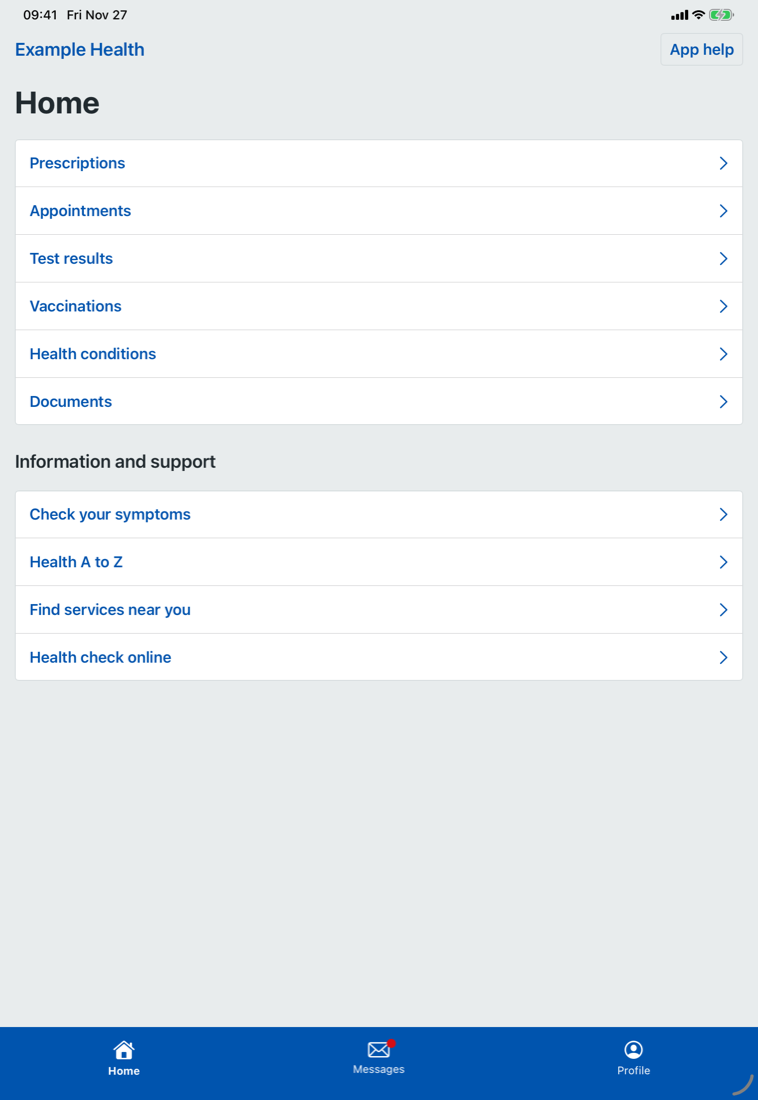 09:41 Fri Nov 27
Example Health
App help
Home
Prescriptions
Appointments
Test results
Vaccinations
Health conditions
Documents
Information and support
Check your symptoms
Health A to Z
Find services near you
Health check online
Home
Messages
Profile